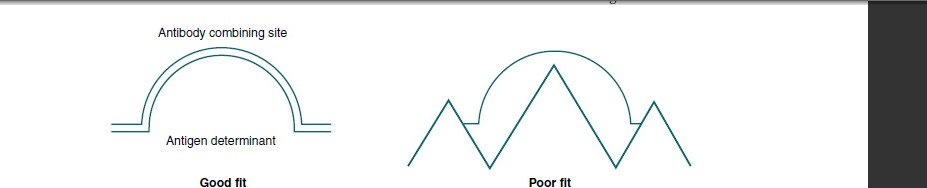 Antibody combining site
Antigen determinant
Good fit
Poor fit